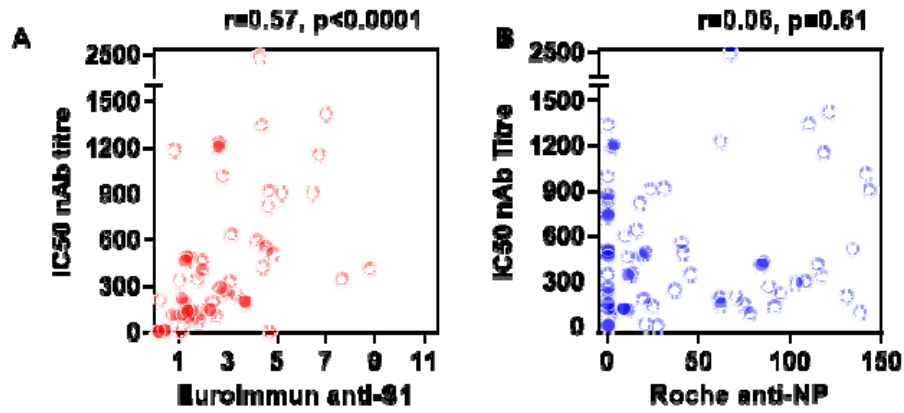 A
r=0.57, p<0.0001
IC50 nAb titre
2500
1500
1200
900
600
300
0
1 3 5 7 9 11
Euroimmun anti-S1
B
r=0.06, p=0.61
IC50 nAb Titre
2500
1500
1200
900
600
300
0
0 50 100 150
Roche anti-NP